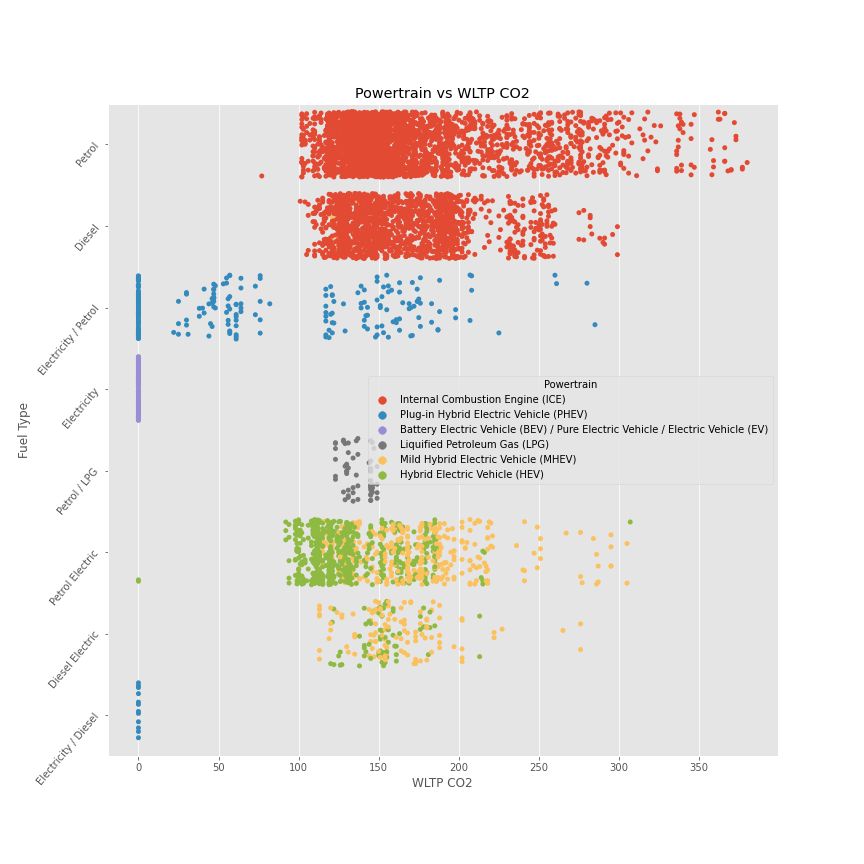 Powertrain vs WLTP CO2
Fuel Type
Petrol
Diesel
Electricity / Petrol
Electricity
Petrol / LPG
Petrol Electric
Diesel Electric
Electricity / Diesel
Powertrain
Internal Combustion Engine (ICE)
Plug-in Hybrid Electric Vehicle (PHEV)
Battery Electric Vehicle (BEV) / Pure Electric Vehicle / Electric Vehicle (EV)
Liquified Petroleum Gas (LPG)
Mild Hybrid Electric Vehicle (MHEV)
Hybrid Electric Vehicle (HEV)
0 50 100 150 200 250 300 350
WLTP CO2